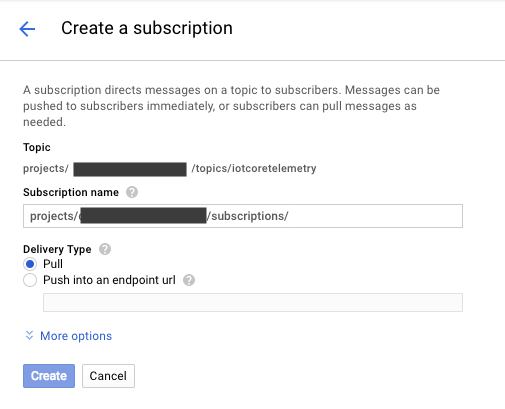 Create a subscription
A subscription directs messages on a topic to subscribers. Messages can be
pushed to subscribers immediately, or subscribers can pull messages as
needed.
Topic
projects/ /topics/iotcoretelemetry
Subscription name ?
projects/ /subscriptions/
Delivery Type ?
Pull
Push into an endpoint url ?
More options
Create Cancel